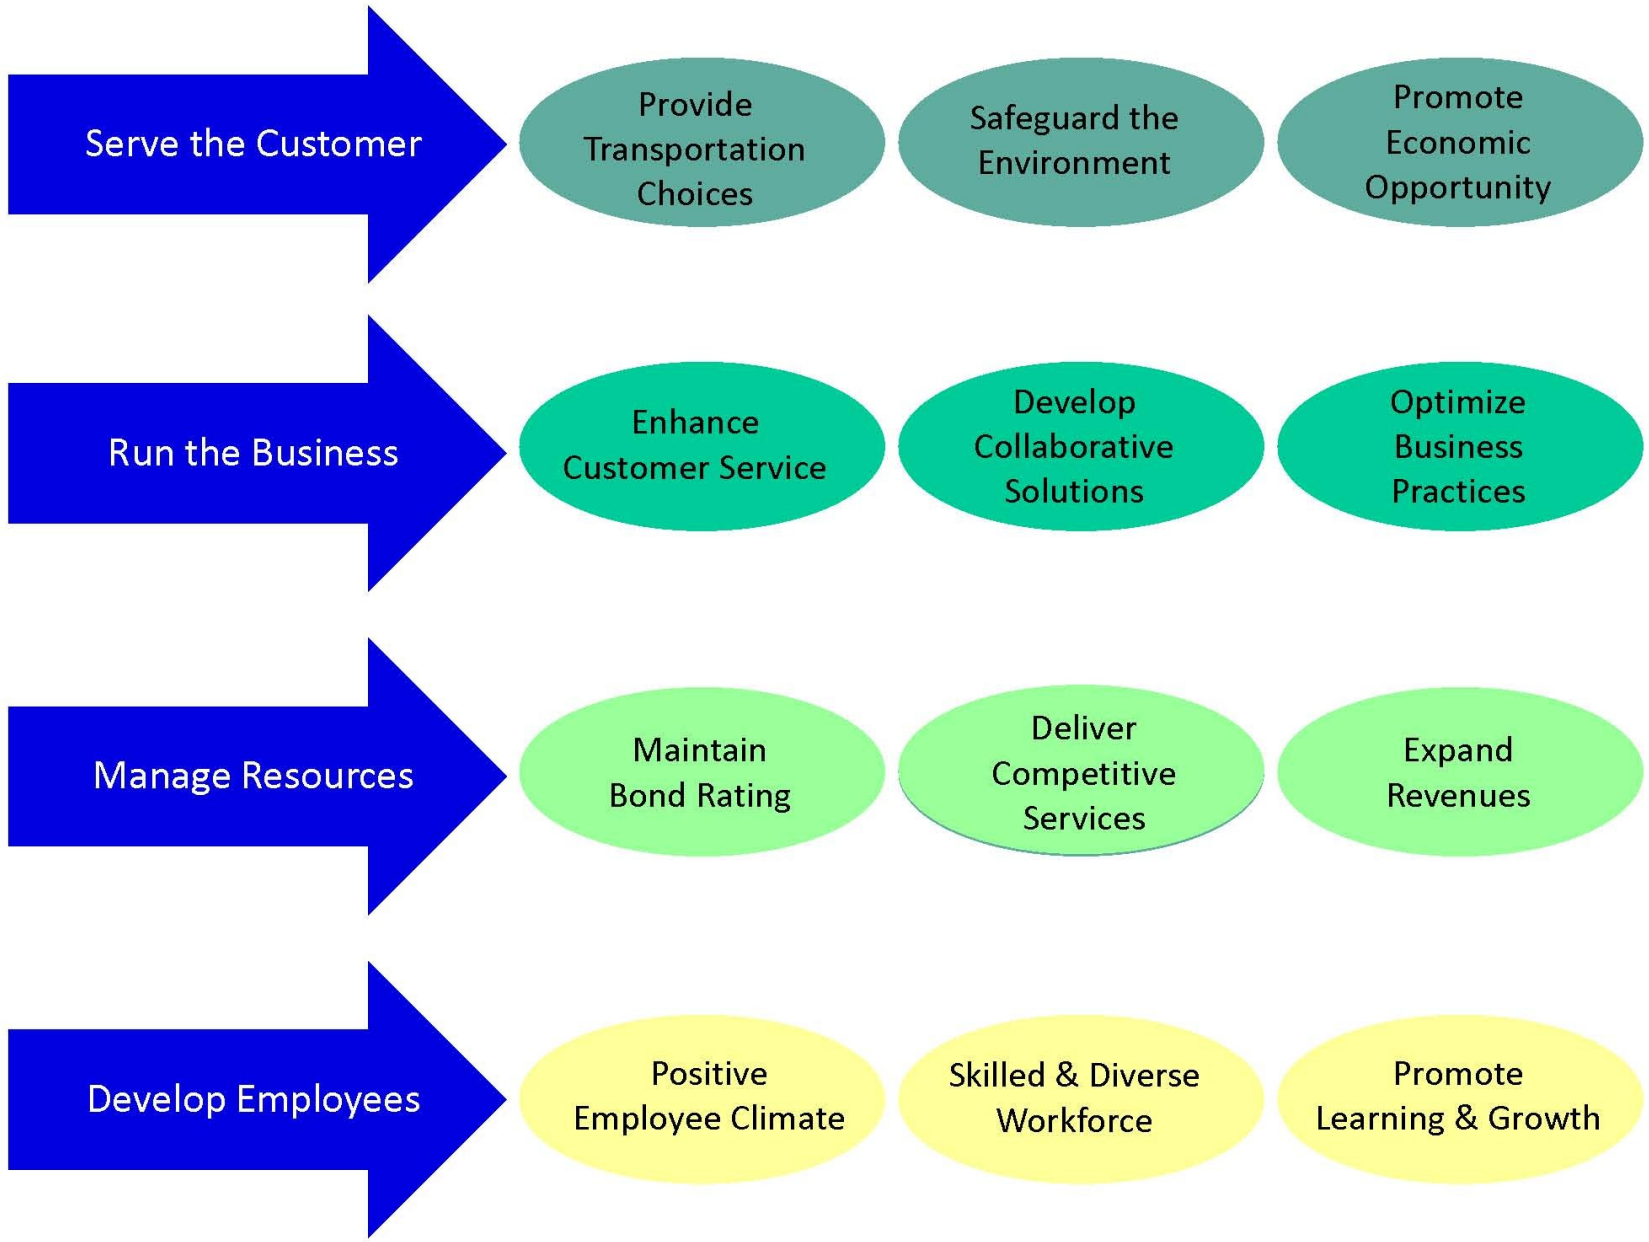 Serve the Customer
Provide
Transportation
Choices
Safeguard the
Environment
Promote
Economic
Opportunity
Run the Business
Enhance
Customer Service
Develop
Collaborative
Solutions
Optimize
Business
Practices
Manage Resources
Maintain
Bond Rating
Deliver
Competitive
Services
Expand
Revenues
Develop Employees
Positive
Employee Climate
Skilled & Diverse
Workforce
Promote
Learning & Growth